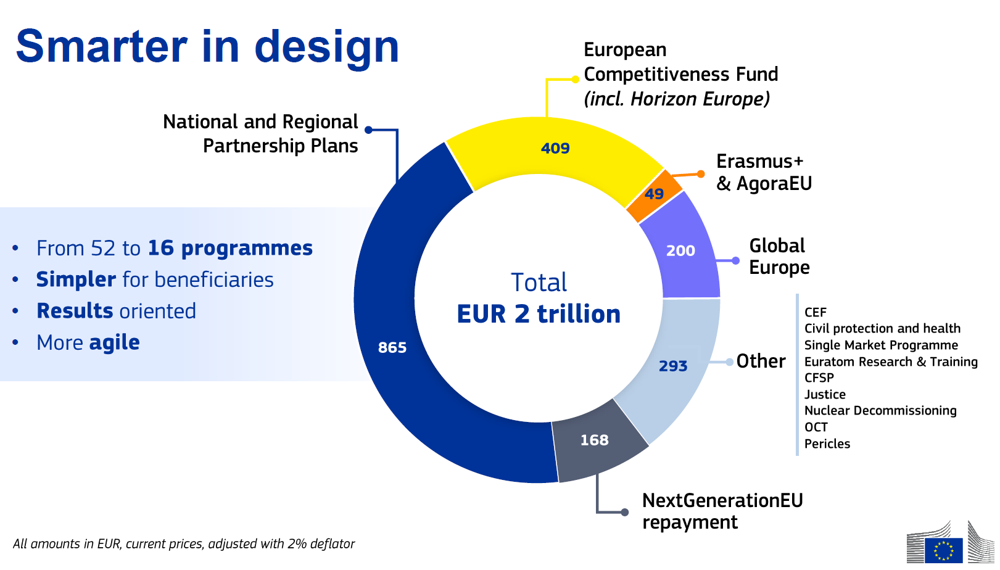 Smarter in design
European
Competitiveness Fund
(incl. Horizon Europe)
National and Regional
Partnership Plans
409
Erasmus+
& AgoraEU
49
• From 52 to 16 programmes
• Simpler for beneficiaries
• Results oriented
• More agile
200
Global
Europe
Total
EUR 2 trillion
865
293
Other
CEF
Civil protection and health
Single Market Programme
Euratom Research & Training
CFSP
Justice
Nuclear Decommissioning
OCT
Pericles
168
NextGenerationEU
repayment
All amounts in EUR, current prices, adjusted with 2% deflator